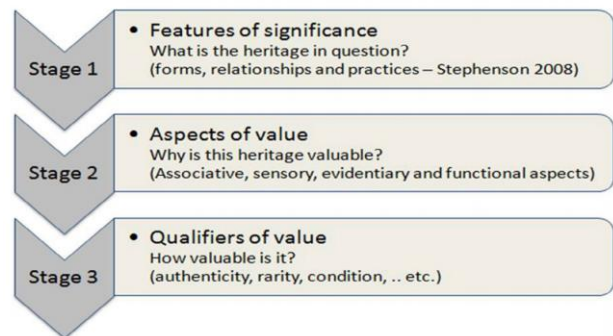 Stage 1
• Features of significance
What is the heritage in question?
(forms, relationships and practices – Stephenson 2008)
Stage 2
• Aspects of value
Why is this heritage valuable?
(Associative, sensory, evidentiary and functional aspects)
Stage 3
• Qualifiers of value
How valuable is it?
(authenticity, rarity, condition, .. etc.)